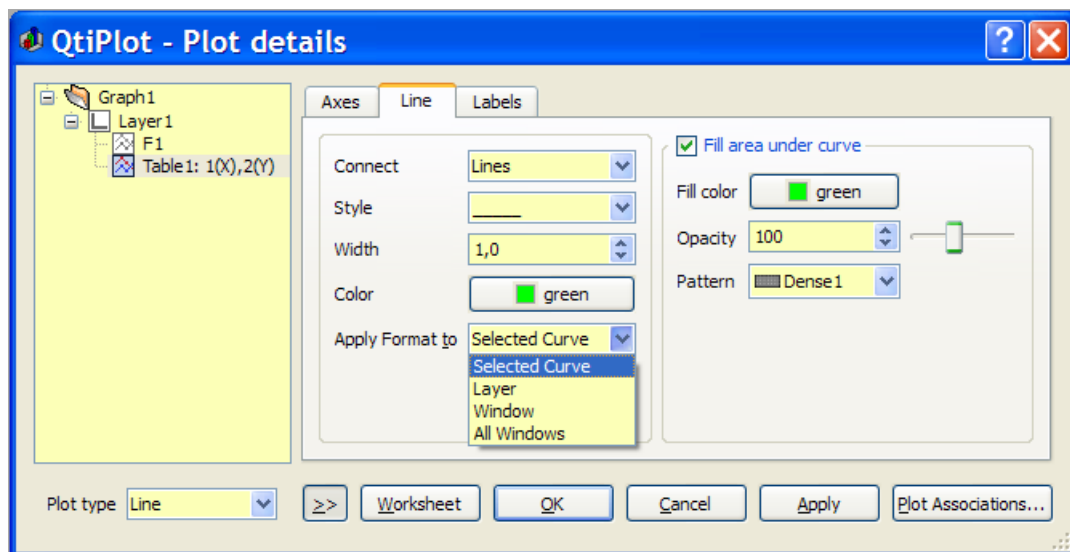 QtiPlot - Plot details
Graph1
Layer1
F1
Table1: 1(X),2(Y)
Axes
Line
Labels
Connect
Lines
Style
Width
1,0
Color
green
Apply Format to
Selected Curve
Selected Curve
Layer
Window
All Windows
Fill area under curve
Fill color
green
Opacity
100
Pattern
Dense1
Plot type
Line
>>
Worksheet
OK
Cancel
Apply
Plot Associations...